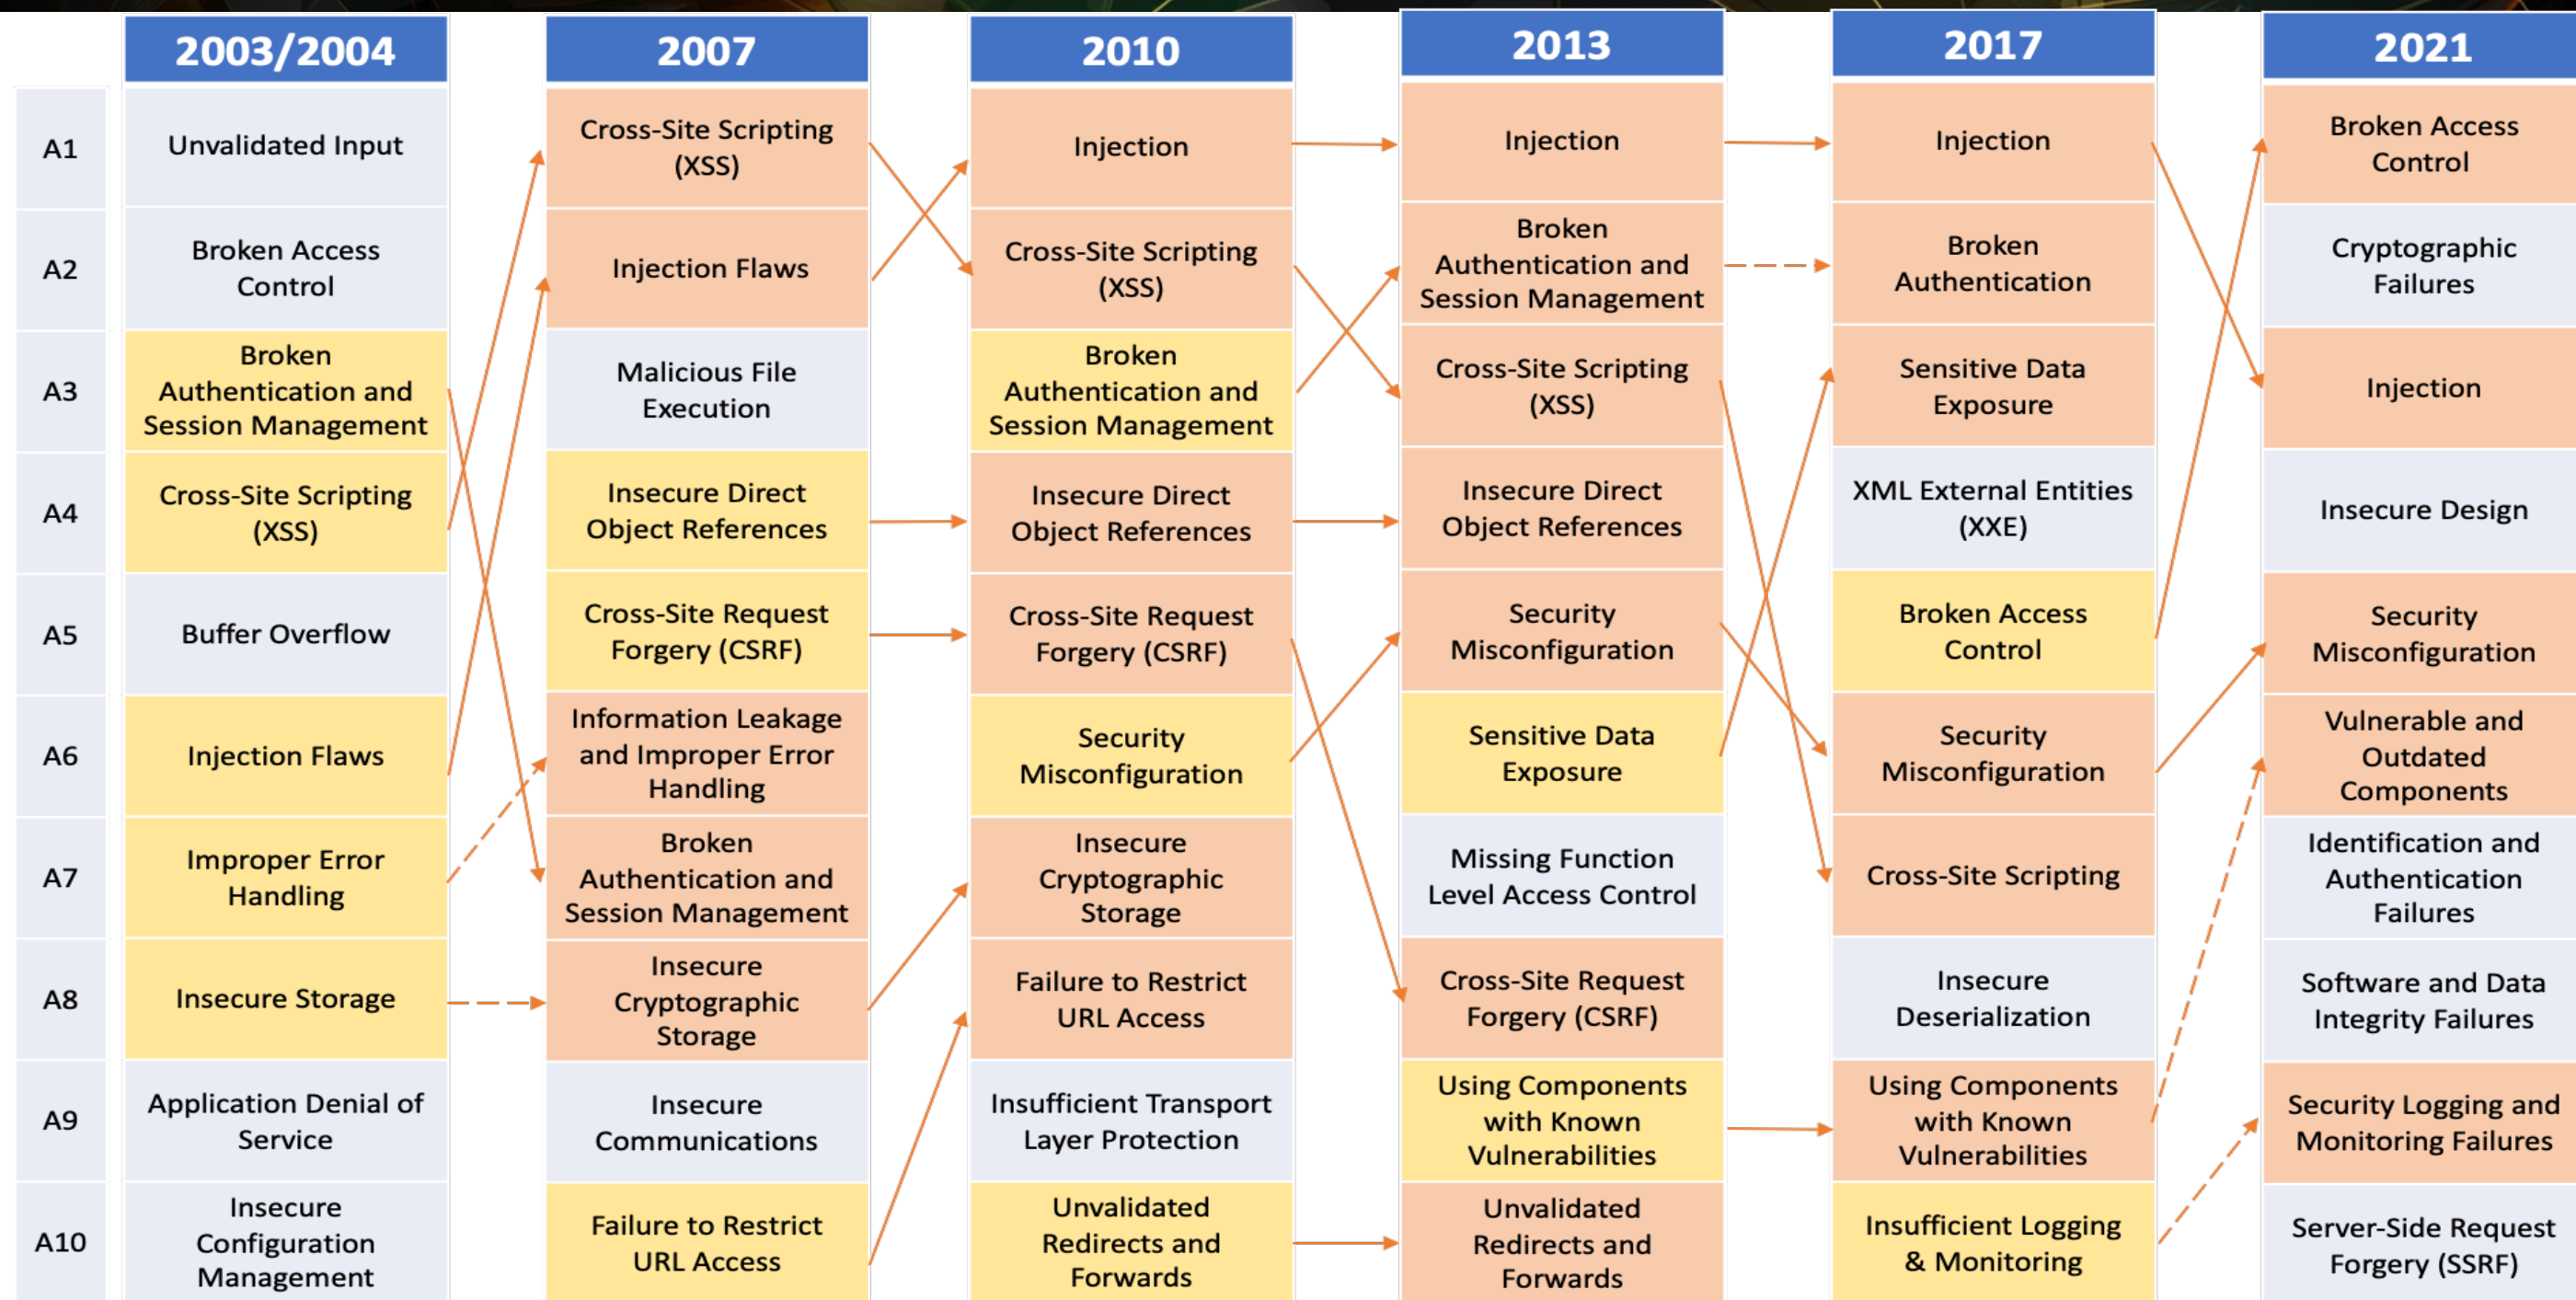 2003/2004
2007
2010
2013
2017
2021
A1
Unvalidated Input
Cross-Site Scripting
(XSS)
Injection
Injection
Injection
Broken Access
Control
A2
Broken Access
Control
Injection Flaws
Cross-Site Scripting
(XSS)
Broken
Authentication and
Session Management
Broken
Authentication
Cryptographic
Failures
A3
Broken
Authentication and
Session Management
Malicious File
Execution
Broken
Authentication and
Session Management
Cross-Site Scripting
(XSS)
Sensitive Data
Exposure
Injection
A4
Cross-Site Scripting
(XSS)
Insecure Direct
Object References
Insecure Direct
Object References
Insecure Direct
Object References
XML External Entities
(XXE)
Insecure Design
A5
Buffer Overflow
Cross-Site Request
Forgery (CSRF)
Cross-Site Request
Forgery (CSRF)
Security
Misconfiguration
Broken Access
Control
Security
Misconfiguration
A6
Injection Flaws
Information Leakage
and Improper Error
Handling
Security
Misconfiguration
Sensitive Data
Exposure
Security
Misconfiguration
Vulnerable and
Outdated
Components
A7
Improper Error
Handling
Broken
Authentication and
Session Management
Insecure
Cryptographic
Storage
Missing Function
Level Access Control
Cross-Site Scripting
Identification and
Authentication
Failures
A8
Insecure Storage
Insecure
Cryptographic
Storage
Failure to Restrict
URL Access
Cross-Site Request
Forgery (CSRF)
Insecure
Deserialization
Software and Data
Integrity Failures
A9
Application Denial of
Service
Insecure
Communications
Insufficient Transport
Layer Protection
Using Components
with Known
Vulnerabilities
Using Components
with Known
Vulnerabilities
Security Logging and
Monitoring Failures
A10
Insecure
Configuration
Management
Failure to Restrict
URL Access
Unvalidated
Redirects and
Forwards
Unvalidated
Redirects and
Forwards
Insufficient Logging
& Monitoring
Server-Side Request
Forgery (SSRF)